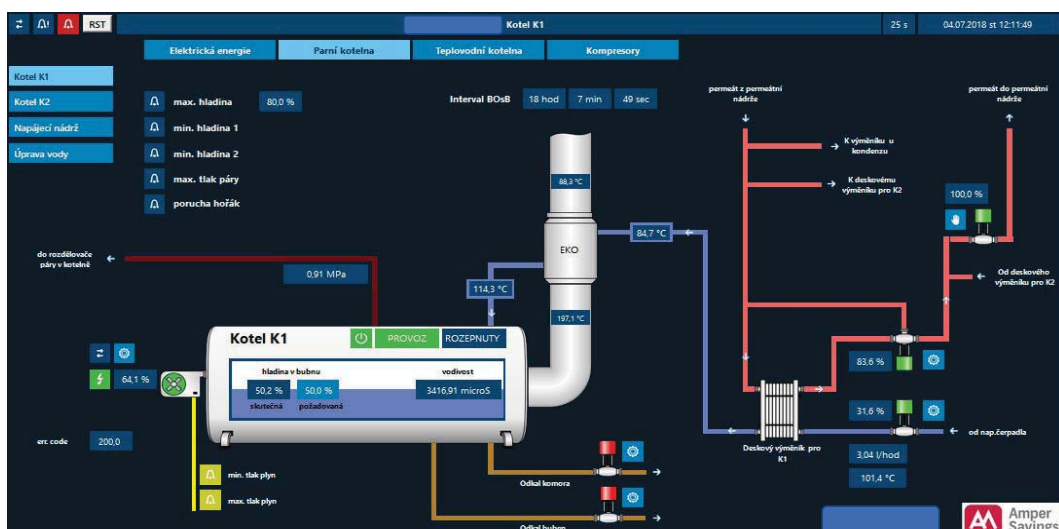 RST
Kotel K1
25 s
04.07.2018 st 12:11:49
Elektrická energie
Parní kotelna
Teplovodní kotelna
Kompresory
Kotel K1
Kotel K2
Napájecí nádrž
Úprava vody
max. hladina
80,0 %
min. hladina 1
min. hladina 2
max. tlak páry
porucha hořák
Interval BOsB
18 hod
7 min
49 sec
permeát z permeátní
nádrže
permeát do permeátní
nádrže
K výměníku u
kondenzu
K deskovému
výměníku pro K2
100,0 %
88,3 °C
EKO
84,7 °C
do rozdělovače
páry v kotelně
0,91 MPa
114,3 °C
197,1 °C
Od deskového
výměníku pro K2
Kotel K1
PROVOZ
ROZEPNUTY
hladina v bubnu
vodivost
50,2 %
50,0 %
3416,91 microS
skutečná
požadovaná
64,1 %
83,6 %
31,6 %
od nap.čerpadla
err. code
200,0
Deskový výměník pro
K1
3,04 l/hod
101,4 °C
min. tlak plyn
max. tlak plyn
Odkal komora
Odkal buben
Amper
Savings